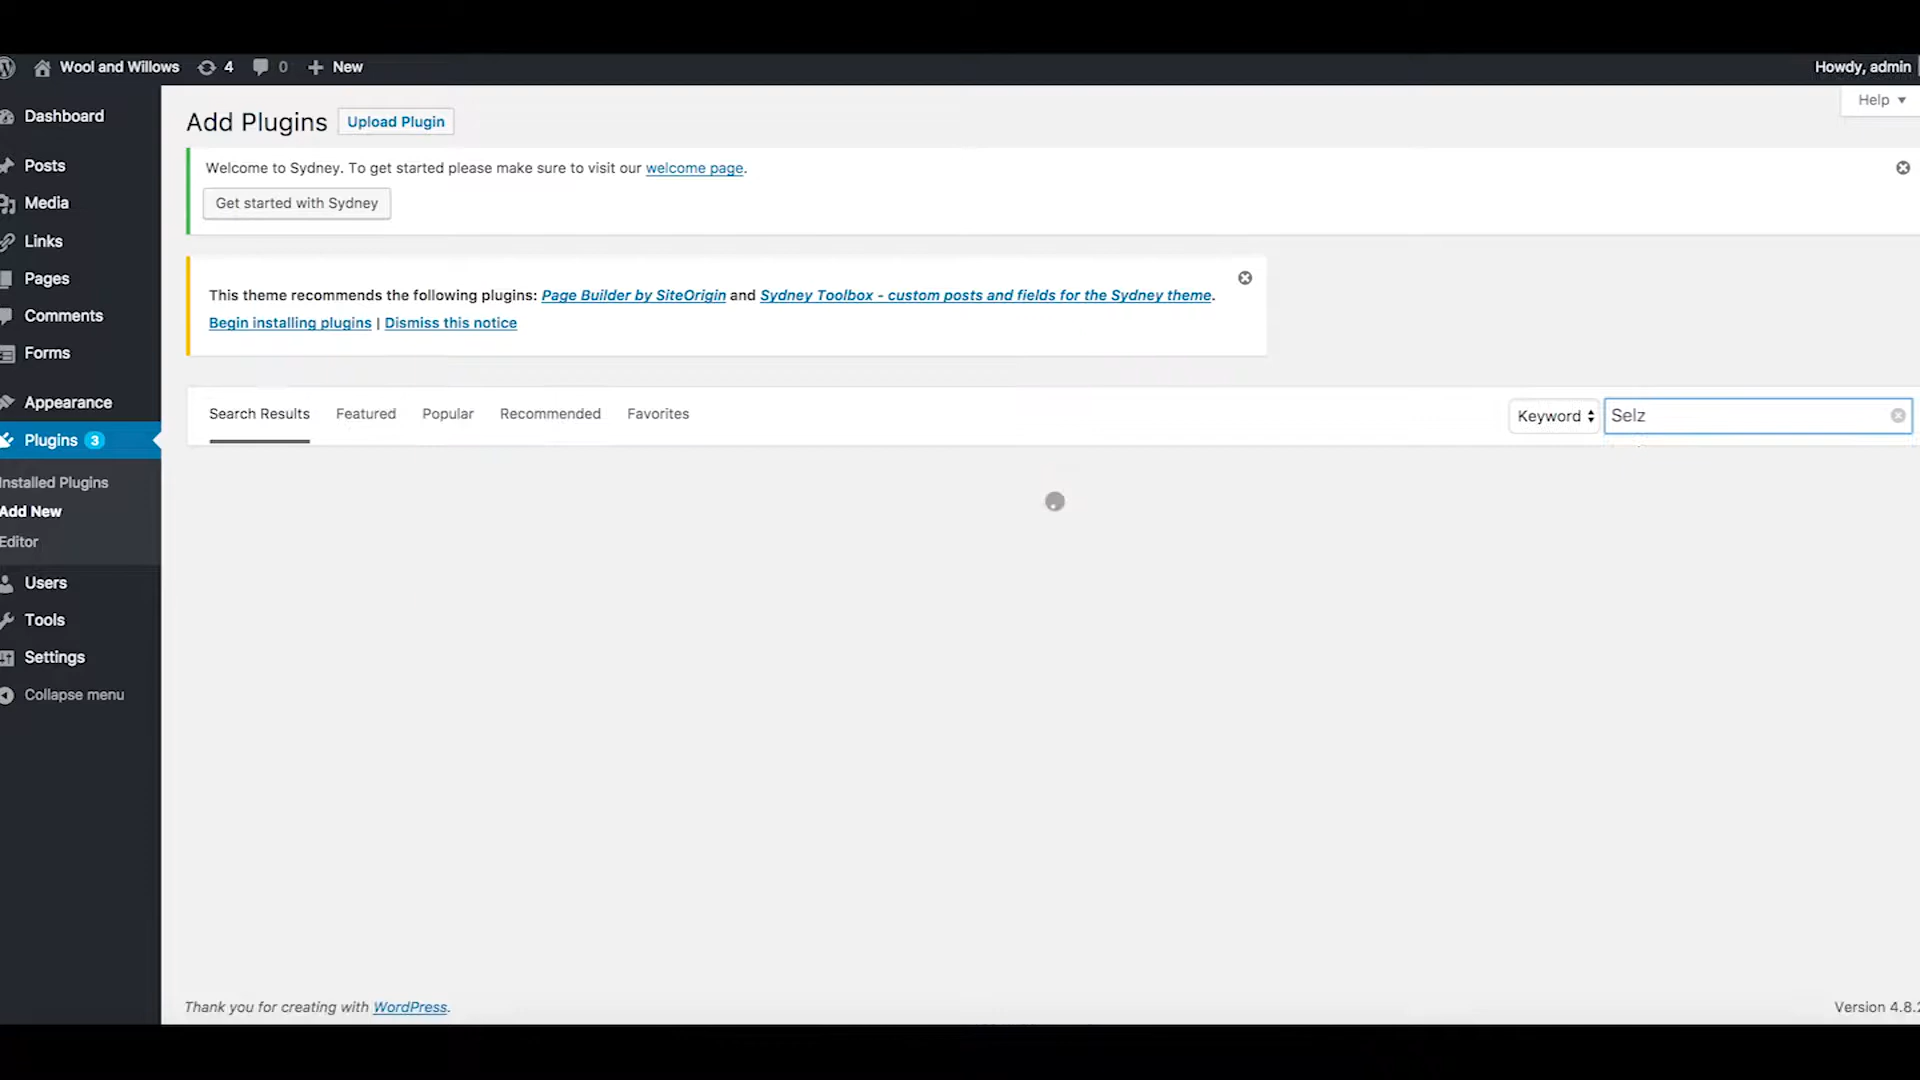 Wool and Willows 4 0 New Howdy, admin
Help
Dashboard
Posts
Media
Links
Pages
Comments
Forms
Appearance
Plugins 3
Installed Plugins
Add New
Editor
Users
Tools
Settings
Collapse menu
Add Plugins Upload Plugin
Welcome to Sydney. To get started please make sure to visit our welcome page.
Get started with Sydney
This theme recommends the following plugins: Page Builder by SiteOrigin and Sydney Toolbox - custom posts and fields for the Sydney theme.
Begin installing plugins | Dismiss this notice
Search Results Featured Popular Recommended Favorites Keyword Selz
Thank you for creating with WordPress. Version 4.8.2